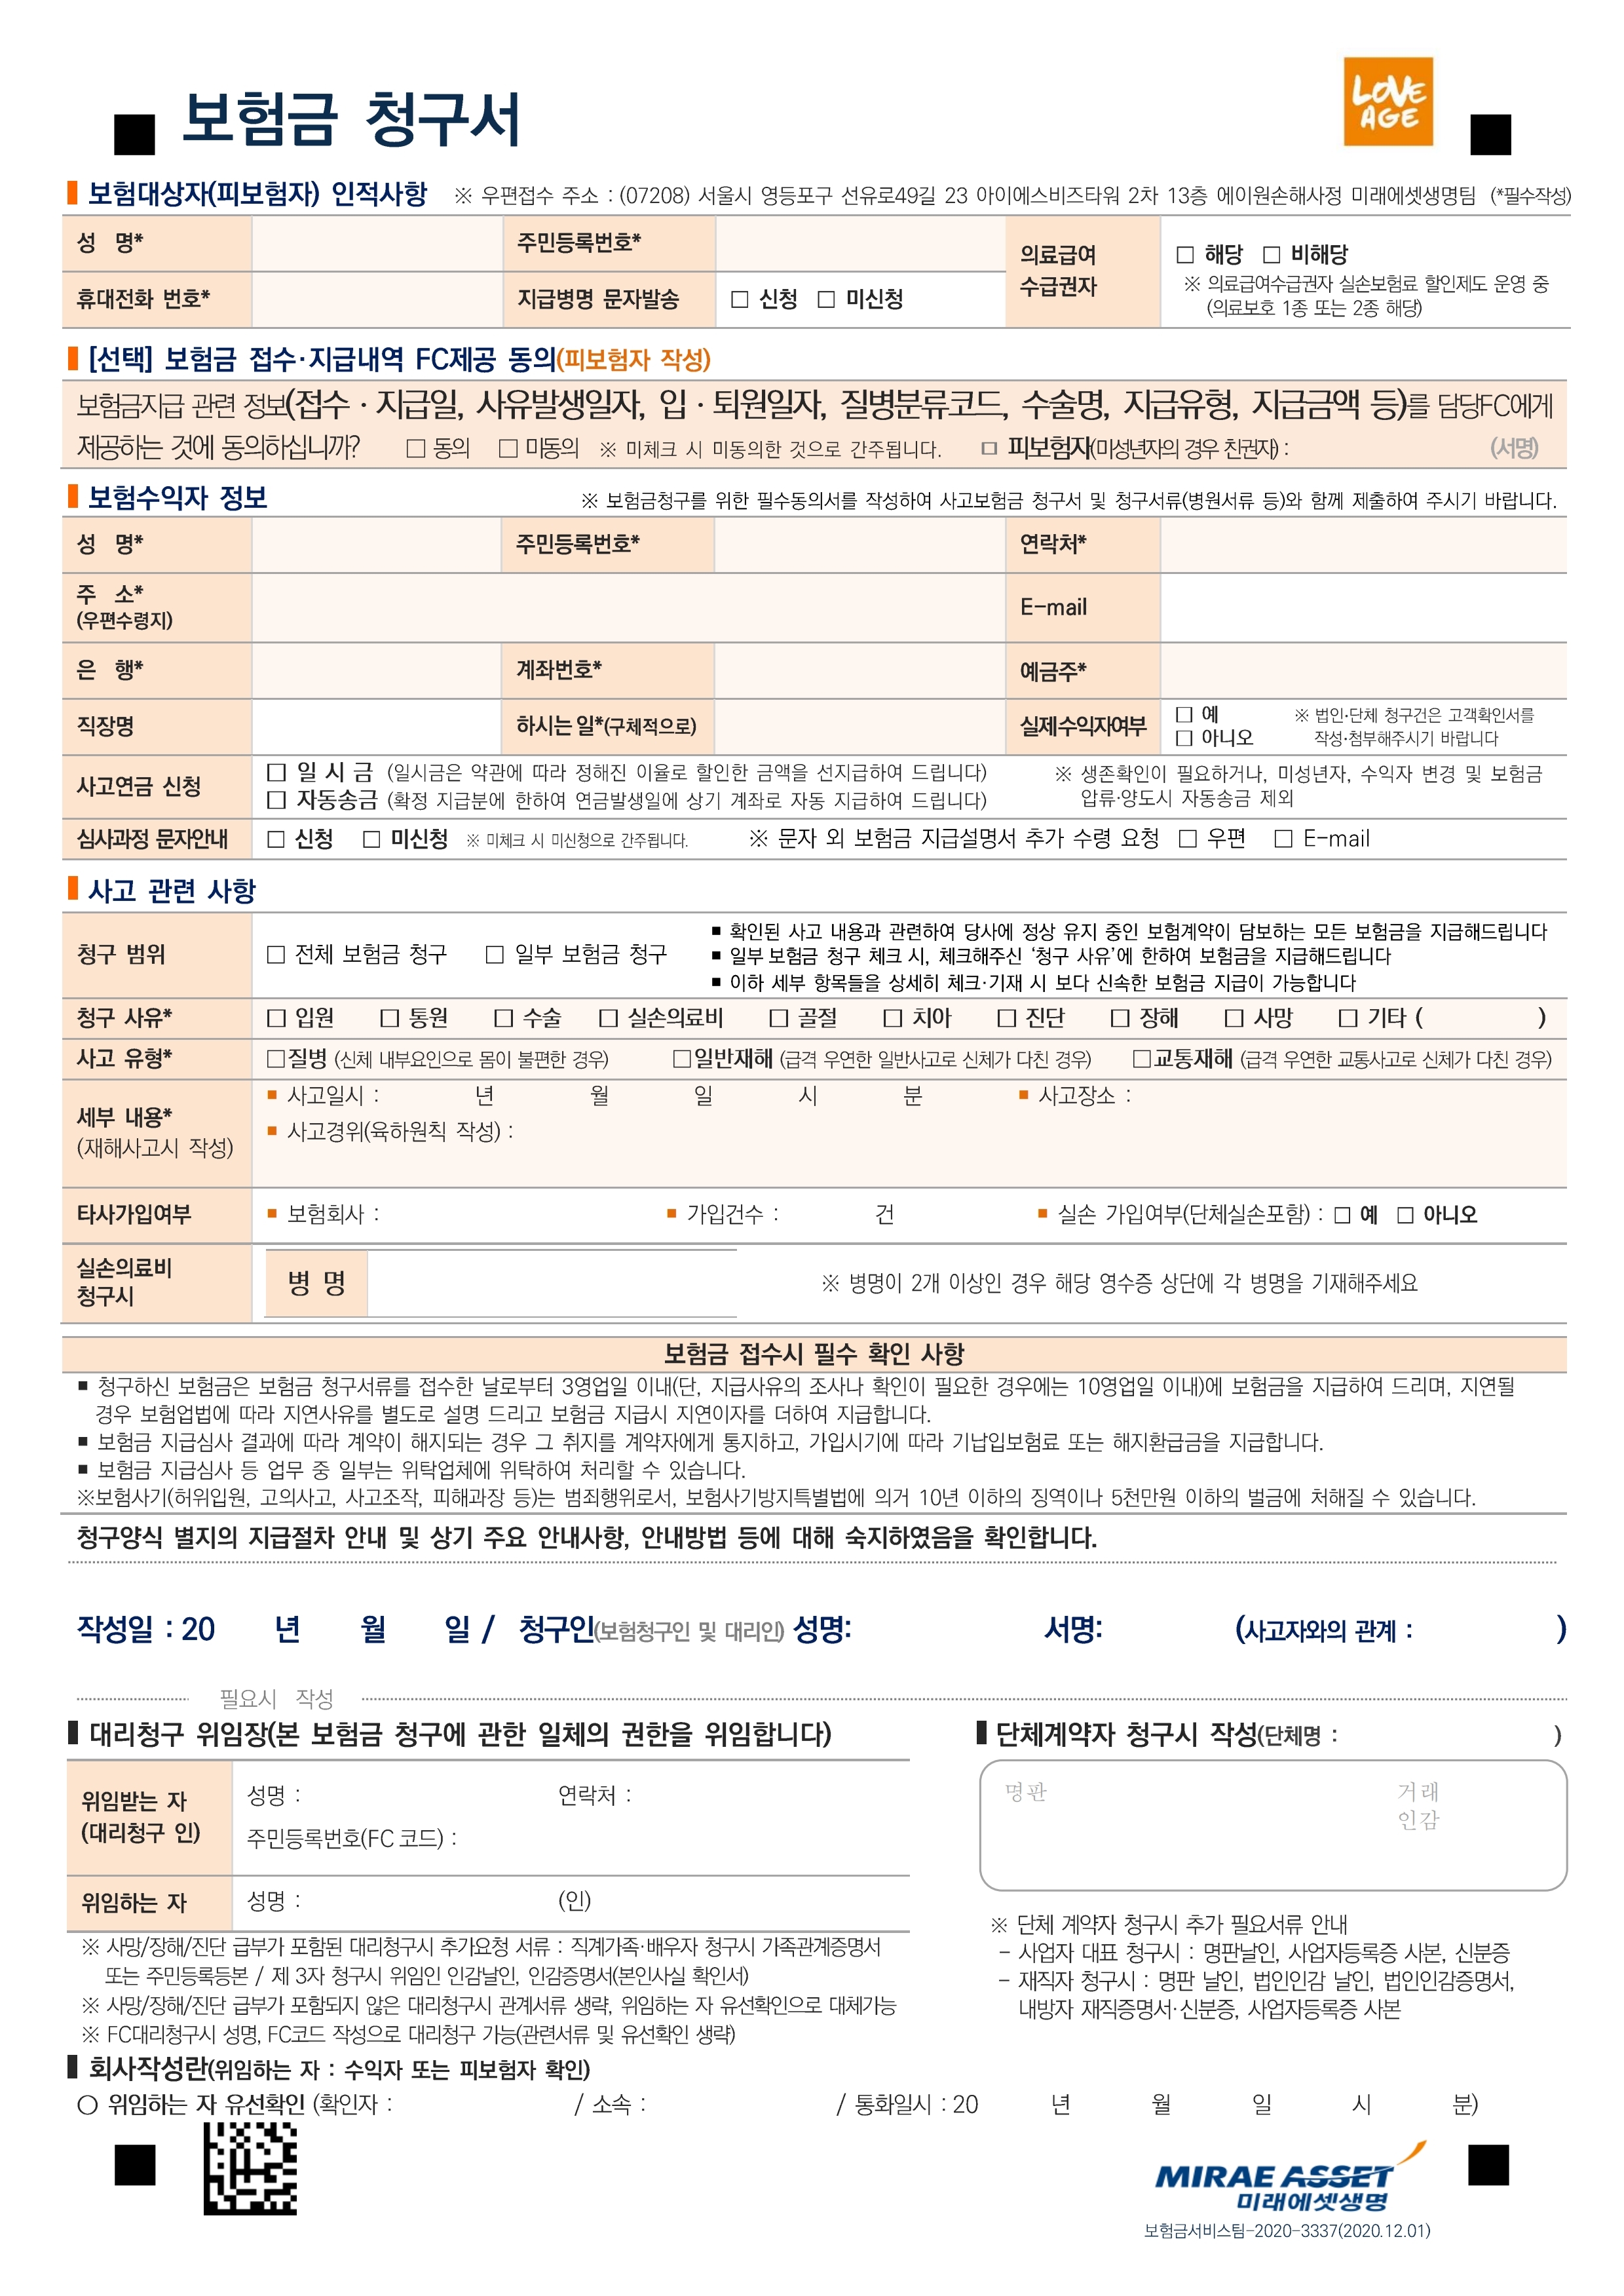 보험금 청구서
LOVE
AGE
보험대상자(피보험자) 인적사항 ※ 우편접수 주소 : (07208) 서울시 영등포구 선유로49길 23 아이에스비즈타워 2차 13층 에이원손해사정 미래에셋생명팀 (*필수작성)
성 명* 주민등록번호* 의료급여 수급권자 □ 해당 □ 비해당
※ 의료급여수급권자 실손보험료 할인제도 운영 중
(의료보호 1종 또는 2종 해당)
휴대전화 번호* 지급병명 문자발송 □ 신청 □ 미신청
[선택] 보험금 접수·지급내역 FC제공 동의(피보험자 작성)
보험금지급 관련 정보(접수 · 지급일, 사유발생일자, 입 · 퇴원일자, 질병분류코드, 수술명, 지급유형, 지급금액 등)를 담당FC에게
제공하는 것에 동의하십니까? □ 동의 □ 미동의 ※ 미체크 시 미동의한 것으로 간주됩니다. □ 피보험자(미성년자의 경우 친권자) : (서명)
보험수익자 정보 ※ 보험금청구를 위한 필수동의서를 작성하여 사고보험금 청구서 및 청구서류(병원서류 등)와 함께 제출하여 주시기 바랍니다.
성 명* 주민등록번호* 연락처*
주 소*
(우편수령지)
E-mail
은 행* 계좌번호* 예금주*
직장명 하시는 일*(구체적으로) 실제수익자여부 □ 예 ※ 법인·단체 청구건은 고객확인서를
□ 아니오 작성·첨부해주시기 바랍니다
사고연금 신청 □ 일 시 금 (일시금은 약관에 따라 정해진 이율로 할인한 금액을 선지급하여 드립니다) ※ 생존확인이 필요하거나, 미성년자, 수익자 변경 및 보험금
□ 자동송금 (확정 지급분에 한하여 연금발생일에 상기 계좌로 자동 지급하여 드립니다) 압류·양도시 자동송금 제외
심사과정 문자안내 □ 신청 □ 미신청 ※ 미체크 시 미신청으로 간주됩니다. ※ 문자 외 보험금 지급설명서 추가 수령 요청 □ 우편 □ E-mail
사고 관련 사항
청구 범위 □ 전체 보험금 청구 □ 일부 보험금 청구
■ 확인된 사고 내용과 관련하여 당사에 정상 유지 중인 보험계약이 담보하는 모든 보험금을 지급해드립니다
■ 일부 보험금 청구 체크 시, 체크해주신 ‘청구 사유’에 한하여 보험금을 지급해드립니다
■ 이하 세부 항목들을 상세히 체크·기재 시 보다 신속한 보험금 지급이 가능합니다
청구 사유* □ 입원 □ 통원 □ 수술 □ 실손의료비 □ 골절 □ 치아 □ 진단 □ 장해 □ 사망 □ 기타 ( )
사고 유형* □질병 (신체 내부요인으로 몸이 불편한 경우) □일반재해 (급격 우연한 일반사고로 신체가 다친 경우) □교통재해 (급격 우연한 교통사고로 신체가 다친 경우)
세부 내용*
(재해사고시 작성)
■ 사고일시 : 년 월 일 시 분 ■ 사고장소 :
■ 사고경위(육하원칙 작성) :
타사가입여부 ■ 보험회사 : ■ 가입건수 : 건 ■ 실손 가입여부(단체실손포함) : □ 예 □ 아니오
실손의료비
청구시
병 명 ※ 병명이 2개 이상인 경우 해당 영수증 상단에 각 병명을 기재해주세요
보험금 접수시 필수 확인 사항
■ 청구하신 보험금은 보험금 청구서류를 접수한 날로부터 3영업일 이내(단, 지급사유의 조사나 확인이 필요한 경우에는 10영업일 이내)에 보험금을 지급하여 드리며, 지연될
경우 보험업법에 따라 지연사유를 별도로 설명 드리고 보험금 지급시 지연이자를 더하여 지급합니다.
■ 보험금 지급심사 결과에 따라 계약이 해지되는 경우 그 취지를 계약자에게 통지하고, 가입시기에 따라 기납입보험료 또는 해지환급금을 지급합니다.
■ 보험금 지급심사 등 업무 중 일부는 위탁업체에 위탁하여 처리할 수 있습니다.
※보험사기(허위입원, 고의사고, 사고조작, 피해과장 등)는 범죄행위로서, 보험사기방지특별법에 의거 10년 이하의 징역이나 5천만원 이하의 벌금에 처해질 수 있습니다.
청구양식 별지의 지급절차 안내 및 상기 주요 안내사항, 안내방법 등에 대해 숙지하였음을 확인합니다.
작성일 : 20 년 월 일 / 청구인(보험청구인 및 대리인) 성명: 서명: (사고자와의 관계 : )
필요시 작성
대리청구 위임장(본 보험금 청구에 관한 일체의 권한을 위임합니다)
위임받는 자
(대리청구 인)
성명 : 연락처 :
주민등록번호(FC 코드) :
위임하는 자 성명 : (인)
※ 사망/장해/진단 급부가 포함된 대리청구시 추가요청 서류 : 직계가족·배우자 청구시 가족관계증명서
또는 주민등록등본 / 제 3자 청구시 위임인 인감날인, 인감증명서(본인사실 확인서)
※ 사망/장해/진단 급부가 포함되지 않은 대리청구시 관계서류 생략, 위임하는 자 유선확인으로 대체가능
※ FC대리청구시 성명, FC코드 작성으로 대리청구 가능(관련서류 및 유선확인 생략)
단체계약자 청구시 작성(단체명 : )
명판 거래
인감
※ 단체 계약자 청구시 추가 필요서류 안내
- 사업자 대표 청구시 : 명판날인, 사업자등록증 사본, 신분증
- 재직자 청구시 : 명판 날인, 법인인감 날인, 법인인감증명서,
내방자 재직증명서·신분증, 사업자등록증 사본
회사작성란(위임하는 자 : 수익자 또는 피보험자 확인)
○ 위임하는 자 유선확인 (확인자 : / 소속 : / 통화일시 : 20 년 월 일 시 분)
MIRAE ASSET
미래에셋생명
보험금서비스팀-2020-3337(2020.12.01)